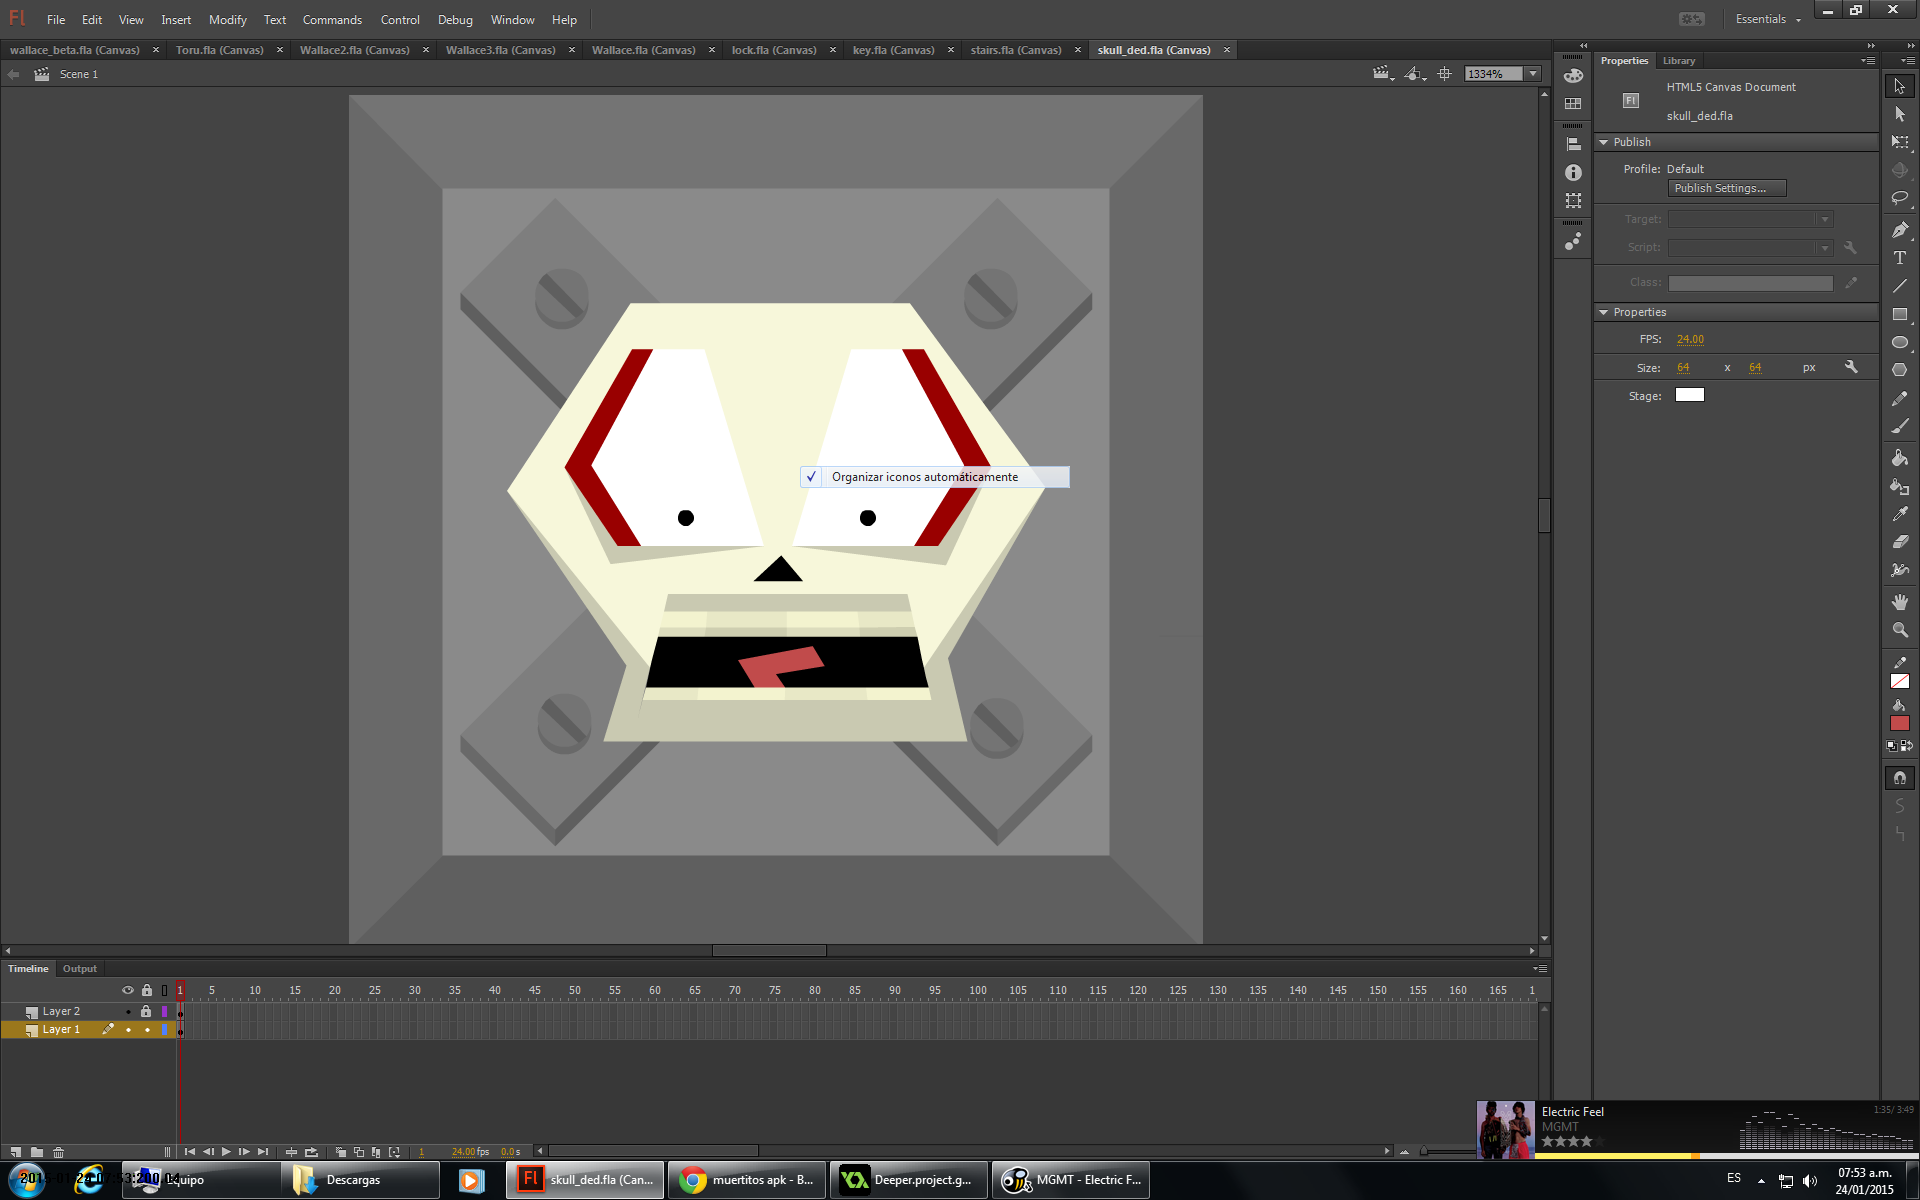 Fl File Edit View Insert Modify Text Commands Control Debug Window Help Essentials
wallace_beta.fla (Canvas) × Toru.fla (Canvas) × Wallace2.fla (Canvas) × Wallace3.fla (Canvas) × Wallace.fla (Canvas) × lock.fla (Canvas) × key.fla (Canvas) × stairs.fla (Canvas) × skull_ded.fla (Canvas) ×
Scene 1 1334%
Properties Library
HTML5 Canvas Document
Fl
skull_ded.fla
Publish
Profile: Default
Publish Settings...
Target:
Script:
Class:
Properties
FPS: 24.00
Size: 64 x 64 px
Stage:
Organizar iconos automáticamente
Timeline Output
1 5 10 15 20 25 30 35 40 45 50 55 60 65 70 75 80 85 90 95 100 105 110 115 120 125 130 135 140 145 150 155 160 165 1
Layer 2
Layer 1
1 24.00 fps 0.0 s
Electric Feel 1:35/ 3:49
MGMT
Equipo Descargas Fl skull_ded.fla (Can... muertitos apk - B... Deeper.project.g... MGMT - Electric F... ES
07:53 a.m.
24/01/2015